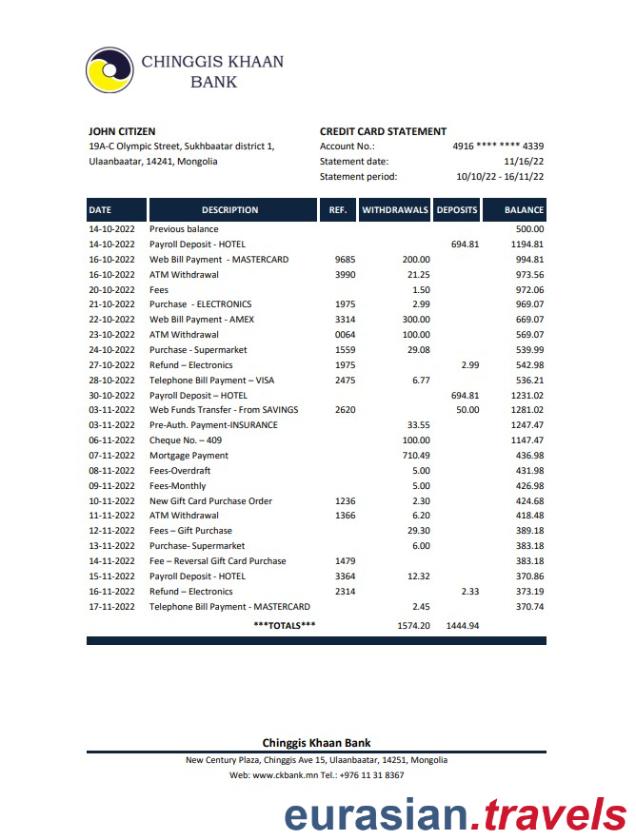 CHINGGIS KHAAN
BANK
JOHN CITIZEN
19A-C Olympic Street, Sukhbaatar district 1,
Ulaanbaatar, 14241, Mongolia
CREDIT CARD STATEMENT
Account No.: 4916 **** **** 4339
Statement date: 11/16/22
Statement period: 10/10/22 - 16/11/22
DATE DESCRIPTION REF. WITHDRAWALS DEPOSITS BALANCE
14-10-2022 Previous balance 500.00
14-10-2022 Payroll Deposit - HOTEL 694.81 1194.81
16-10-2022 Web Bill Payment - MASTERCARD 9685 200.00 994.81
16-10-2022 ATM Withdrawal 3990 21.25 973.56
20-10-2022 Fees 1.50 972.06
21-10-2022 Purchase - ELECTRONICS 1975 2.99 969.07
22-10-2022 Web Bill Payment - AMEX 3314 300.00 669.07
23-10-2022 ATM Withdrawal 0064 100.00 569.07
24-10-2022 Purchase - Supermarket 1559 29.08 539.99
27-10-2022 Refund – Electronics 1975 2.99 542.98
28-10-2022 Telephone Bill Payment – VISA 2475 6.77 536.21
30-10-2022 Payroll Deposit – HOTEL 694.81 1231.02
03-11-2022 Web Funds Transfer - From SAVINGS 2620 50.00 1281.02
03-11-2022 Pre-Auth. Payment-INSURANCE 33.55 1247.47
06-11-2022 Cheque No. – 409 100.00 1147.47
07-11-2022 Mortgage Payment 710.49 436.98
08-11-2022 Fees-Overdraft 5.00 431.98
09-11-2022 Fees-Monthly 5.00 426.98
10-11-2022 New Gift Card Purchase Order 1236 2.30 424.68
11-11-2022 ATM Withdrawal 1366 6.20 418.48
12-11-2022 Fees – Gift Purchase 29.30 389.18
13-11-2022 Purchase- Supermarket 6.00 383.18
14-11-2022 Fee – Reversal Gift Card Purchase 1479 383.18
15-11-2022 Payroll Deposit - HOTEL 3364 12.32 370.86
16-11-2022 Refund – Electronics 2314 2.33 373.19
17-11-2022 Telephone Bill Payment - MASTERCARD 2.45 370.74
***TOTALS*** 1574.20 1444.94
Chinggis Khaan Bank
New Century Plaza, Chinggis Ave 15, Ulaanbaatar, 14251, Mongolia
Web: www.ckbank.mn Tel.: +976 11 31 8367
eurasian.travels